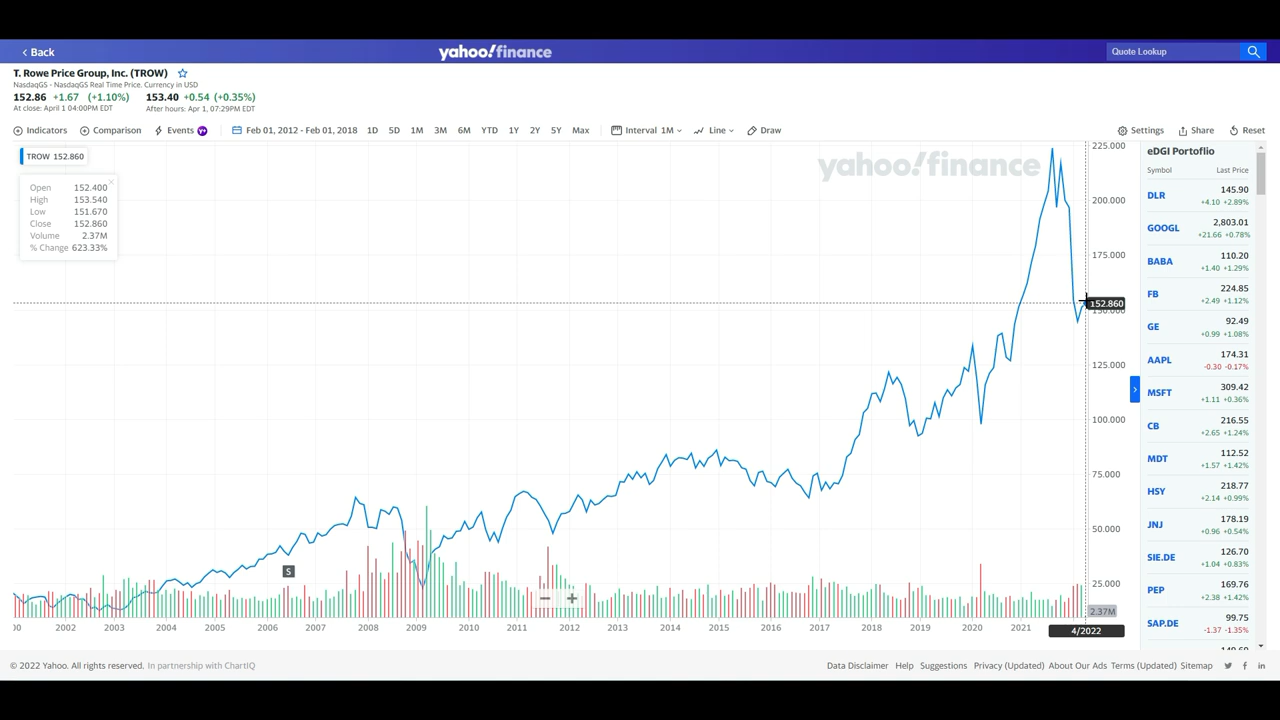 Back
yahoo!finance
Quote Lookup
T. Rowe Price Group, Inc. (TROW)
NasdaqGS - NasdaqGS Real Time Price. Currency in USD
152.86 +1.67 (+1.10%) 153.40 +0.54 (+0.35%)
At close: April 1 04:00PM EDT After hours: Apr 1, 07:29PM EDT
Indicators Comparison Events Y+ Feb 01, 2012 - Feb 01, 2018 1D 5D 1M 3M 6M YTD 1Y 2Y 5Y Max Interval 1M Line Draw Settings Share Reset
TROW 152.860
Open 152.400
High 153.540
Low 151.670
Close 152.860
Volume 2.37M
% Change 623.33%
yahoo!finance
S
225.000
200.000
175.000
152.860
150.000
125.000
100.000
75.000
50.000
25.000
2.37M
00 2002 2003 2004 2005 2006 2007 2008 2009 2010 2011 2012 2013 2014 2015 2016 2017 2018 2019 2020 2021 4/2022
eDGI Portoflio
Symbol Last Price
DLR 145.90
+4.10 +2.89%
GOOGL 2,803.01
+21.66 +0.78%
BABA 110.20
+1.40 +1.29%
FB 224.85
+2.49 +1.12%
GE 92.49
+0.99 +1.08%
AAPL 174.31
-0.30 -0.17%
MSFT 309.42
+1.11 +0.36%
CB 216.55
+2.65 +1.24%
MDT 112.52
+1.57 +1.42%
HSY 218.77
+2.14 +0.99%
JNJ 178.19
+0.96 +0.54%
SIE.DE 126.70
+1.04 +0.83%
PEP 169.76
+2.38 +1.42%
SAP.DE 99.75
-1.37 -1.35%
© 2022 Yahoo. All rights reserved. In partnership with ChartIQ
Data Disclaimer Help Suggestions Privacy (Updated) About Our Ads Terms (Updated) Sitemap